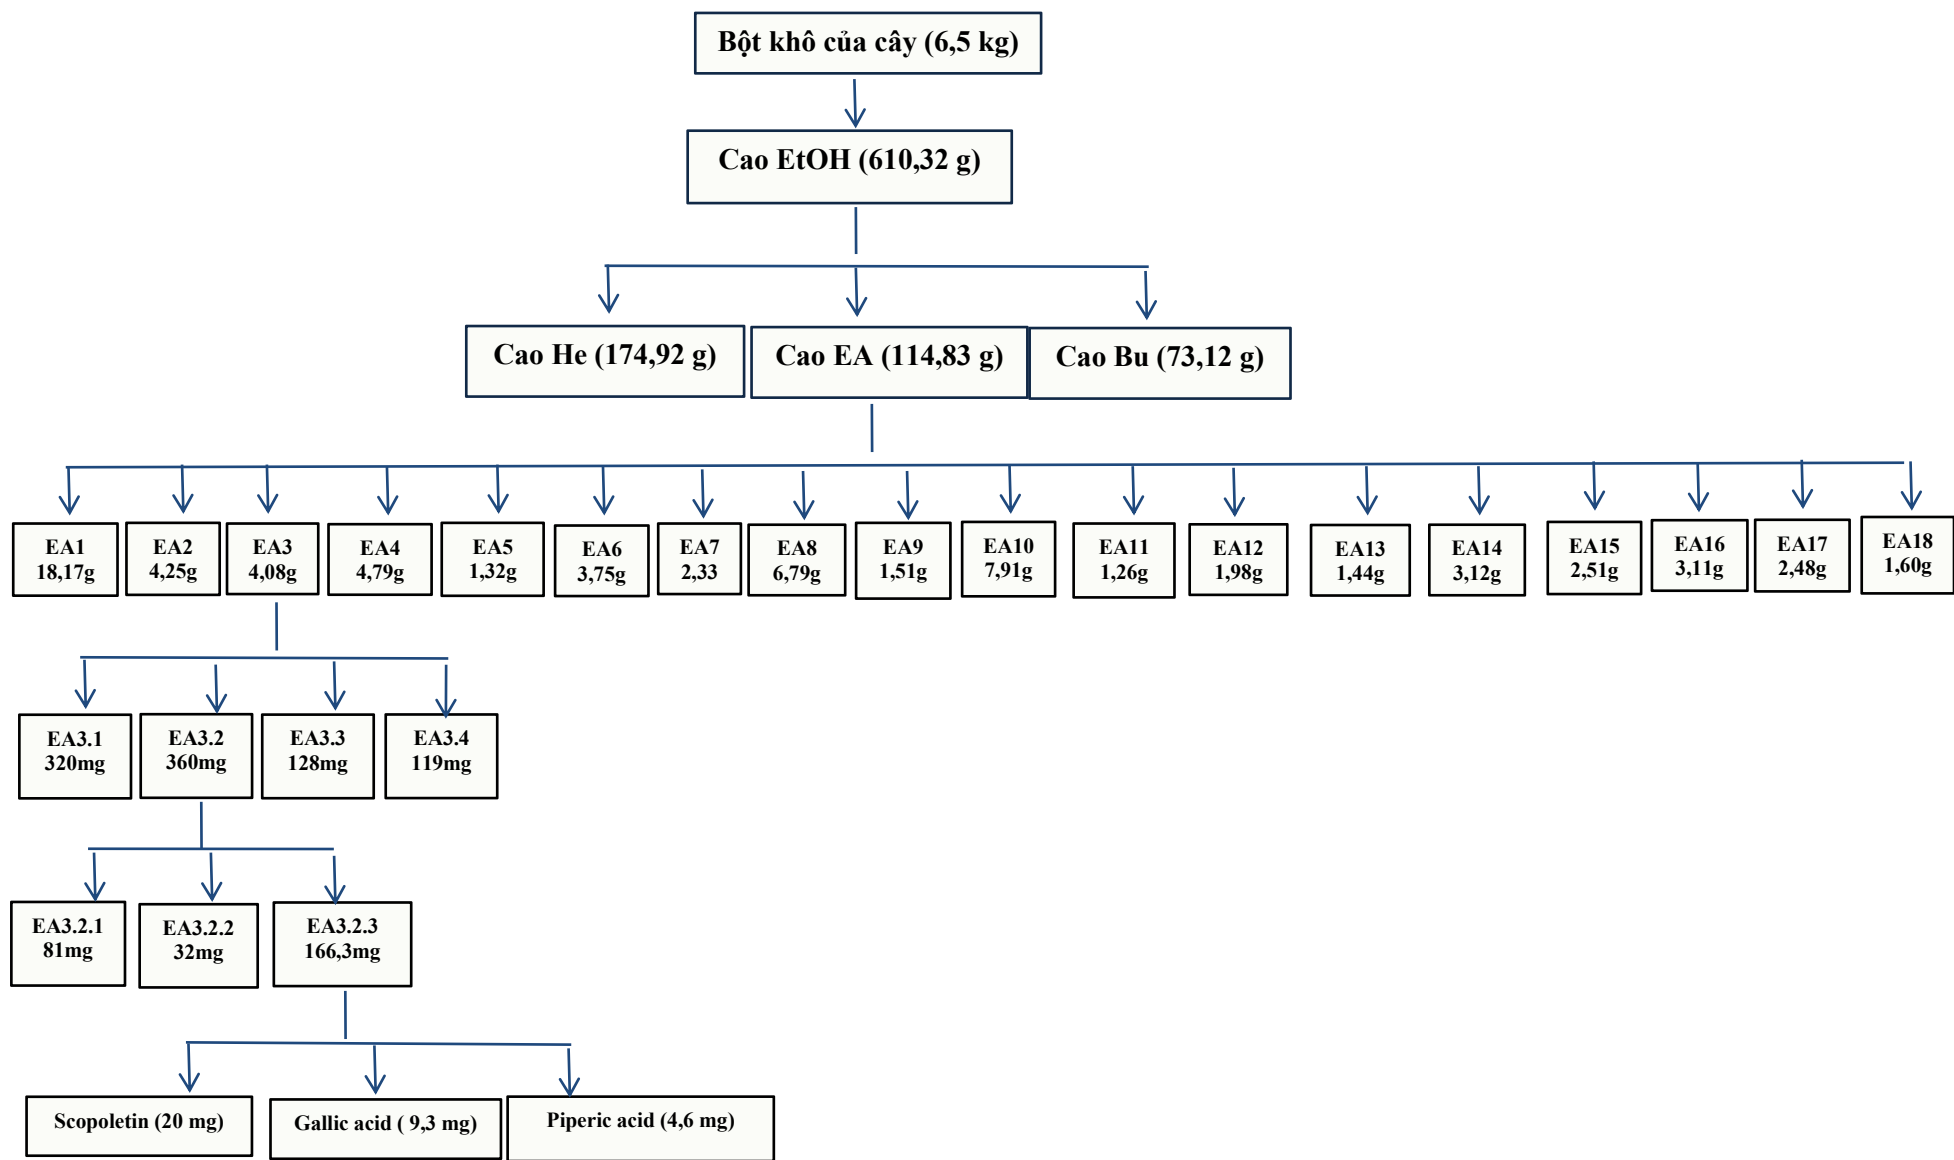 Bột khô của cây (6,5 kg)
Cao EtOH (610,32 g)
Cao He (174,92 g)
Cao EA (114,83 g)
Cao Bu (73,12 g)
EA1
18,17g
EA2
4,25g
EA3
4,08g
EA4
4,79g
EA5
1,32g
EA6
3,75g
EA7
2,33
EA8
6,79g
EA9
1,51g
EA10
7,91g
EA11
1,26g
EA12
1,98g
EA13
1,44g
EA14
3,12g
EA15
2,51g
EA16
3,11g
EA17
2,48g
EA18
1,60g
EA3.1
320mg
EA3.2
360mg
EA3.3
128mg
EA3.4
119mg
EA3.2.1
81mg
EA3.2.2
32mg
EA3.2.3
166,3mg
Scopoletin (20 mg)
Gallic acid ( 9,3 mg)
Piperic acid (4,6 mg)